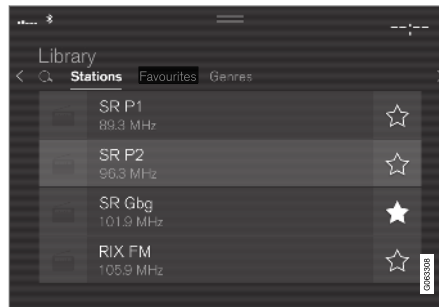 --:--
Library
Stations Favourites Genres
SR P1
89.3 MHz
SR P2
96.3 MHz
SR Gbg
101.9 MHz
RIX FM
105.9 MHz
G063308